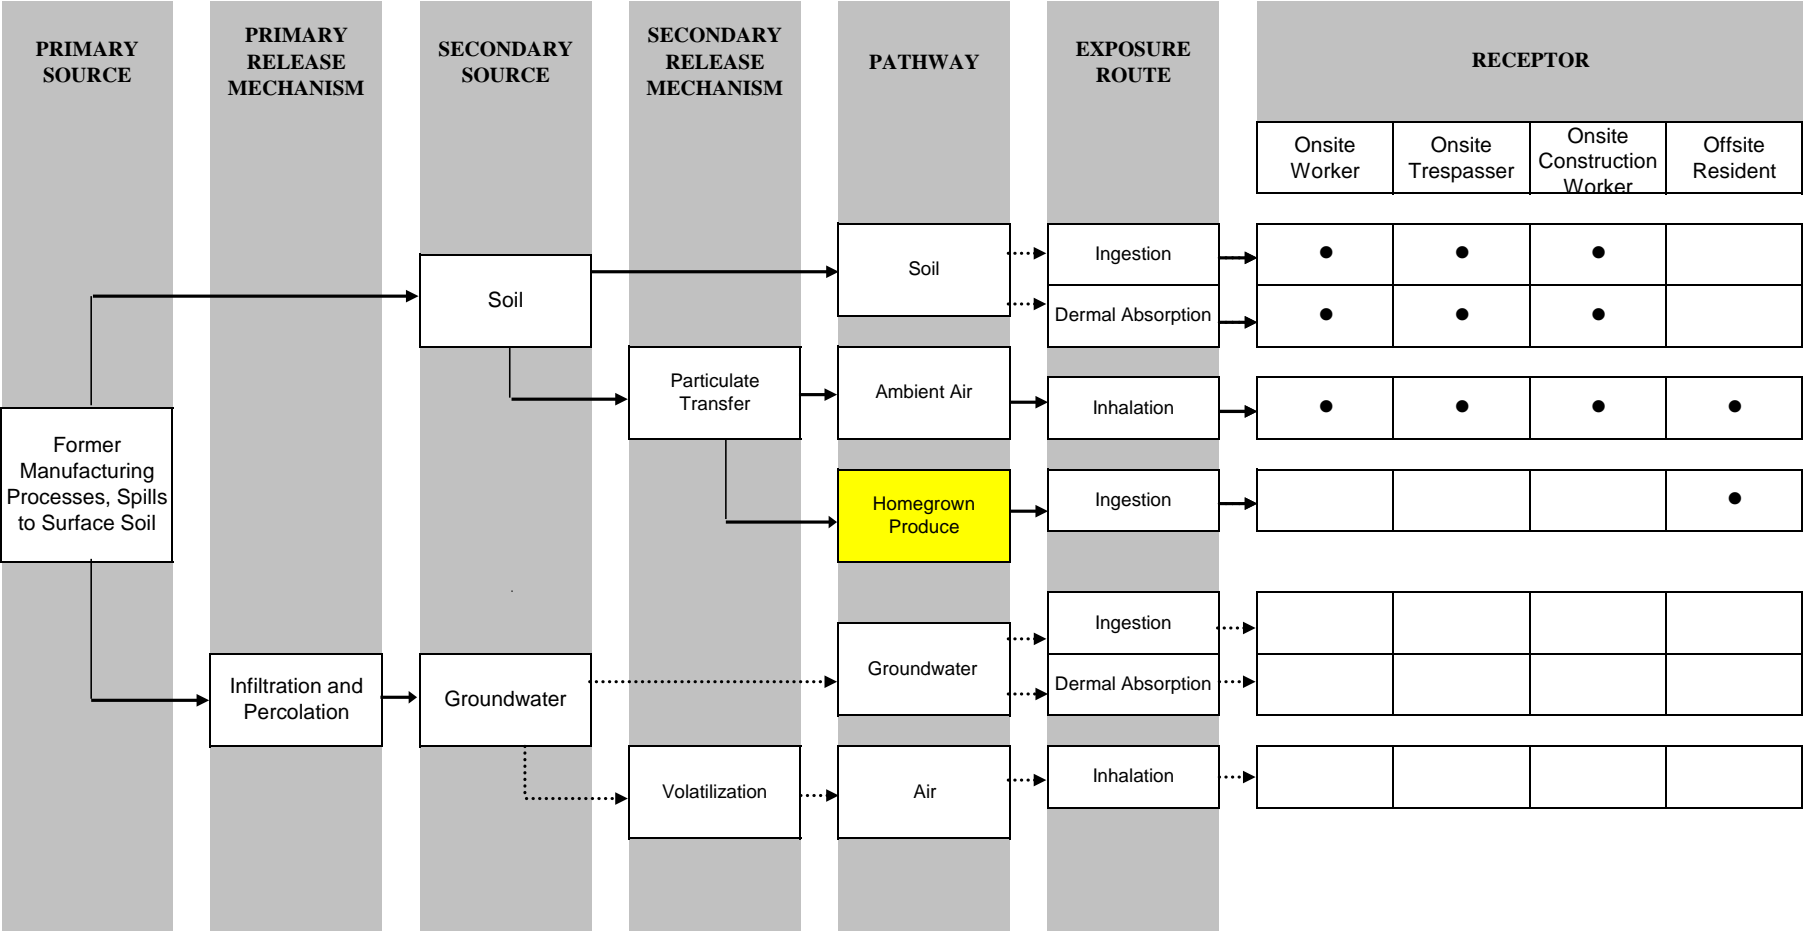 PRIMARY
SOURCE
PRIMARY
RELEASE
MECHANISM
SECONDARY
SOURCE
SECONDARY
RELEASE
MECHANISM
PATHWAY
EXPOSURE
ROUTE
RECEPTOR
Onsite
Worker
Onsite
Trespasser
Onsite
Construction
Worker
Offsite
Resident
Soil
Soil
Ingestion
Dermal Absorption
Particulate
Transfer
Ambient Air
Inhalation
Former
Manufacturing
Processes, Spills
to Surface Soil
Homegrown
Produce
Ingestion
Infiltration and
Percolation
Groundwater
Groundwater
Ingestion
Dermal Absorption
Volatilization
Air
Inhalation